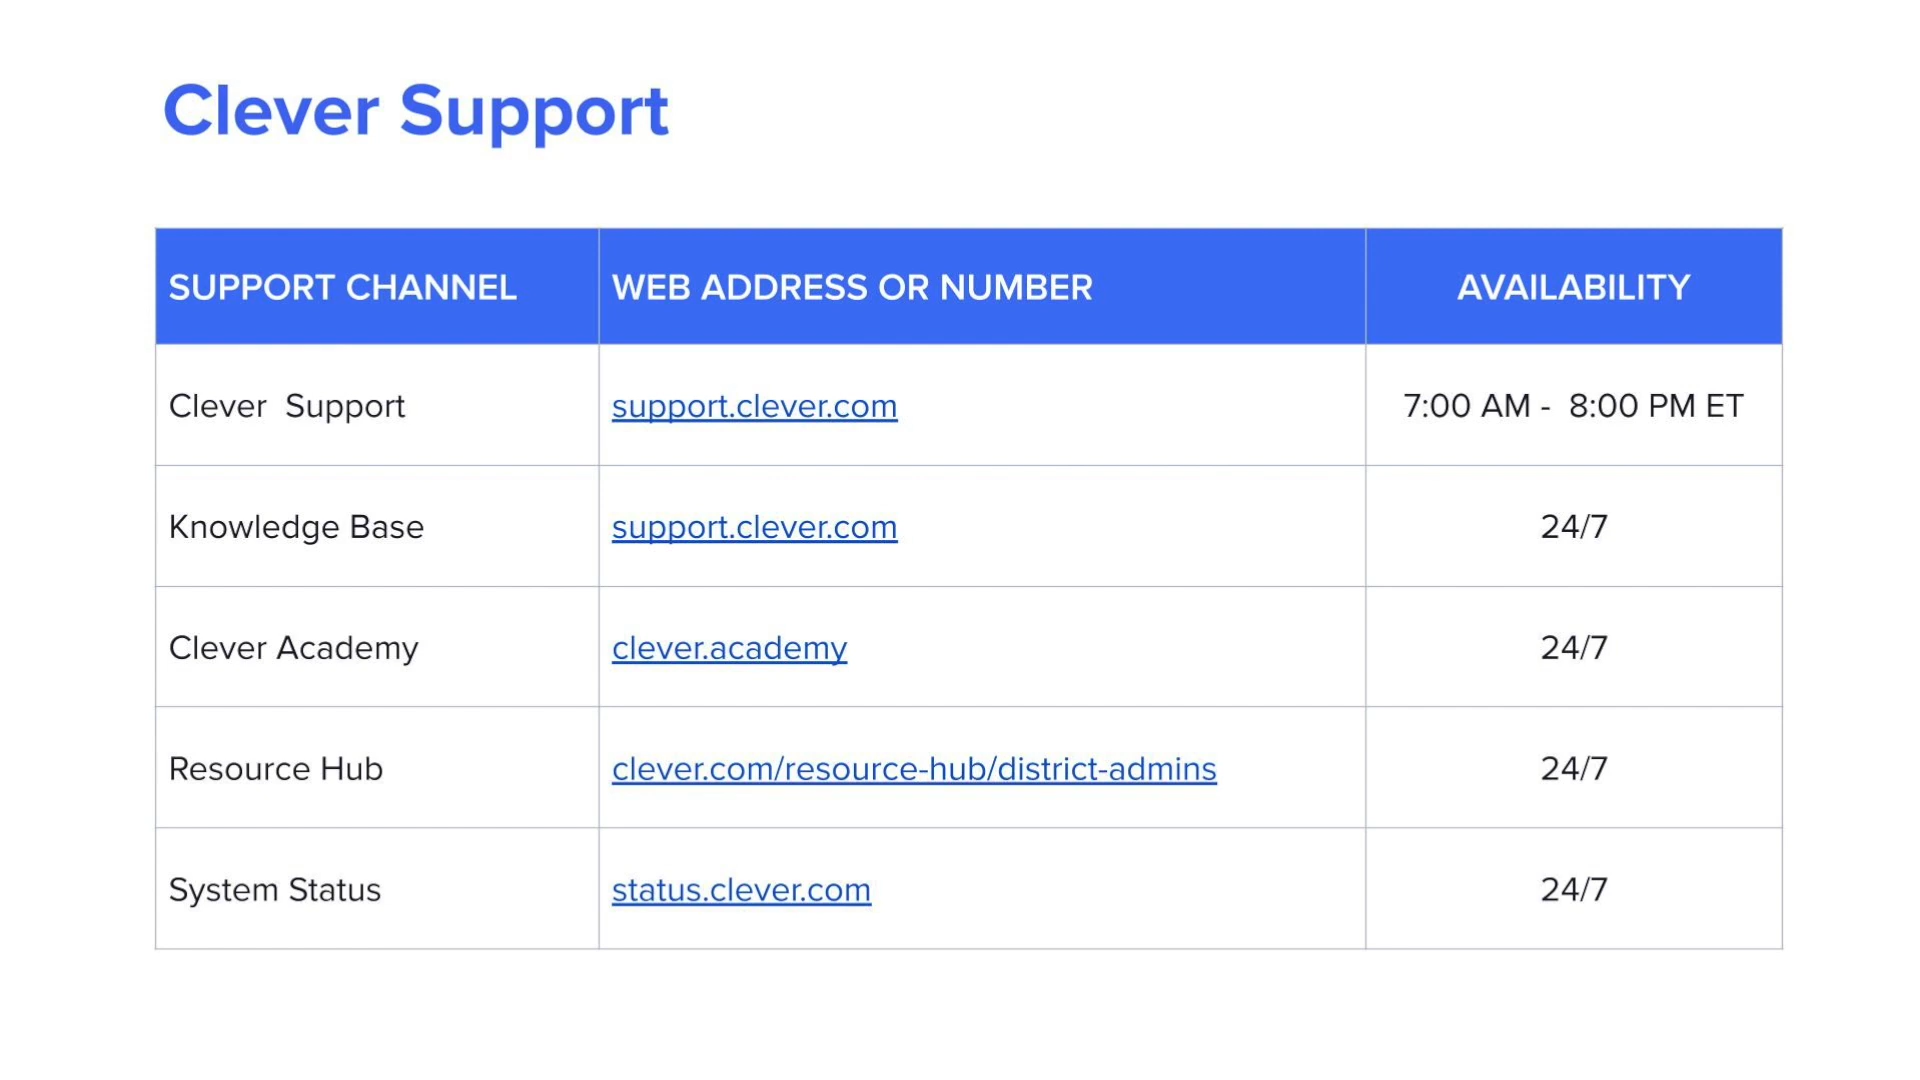 Clever Support
SUPPORT CHANNEL WEB ADDRESS OR NUMBER AVAILABILITY
Clever  Support support.clever.com 7:00 AM -  8:00 PM ET
Knowledge Base support.clever.com 24/7
Clever Academy clever.academy 24/7
Resource Hub clever.com/resource-hub/district-admins 24/7
System Status status.clever.com 24/7